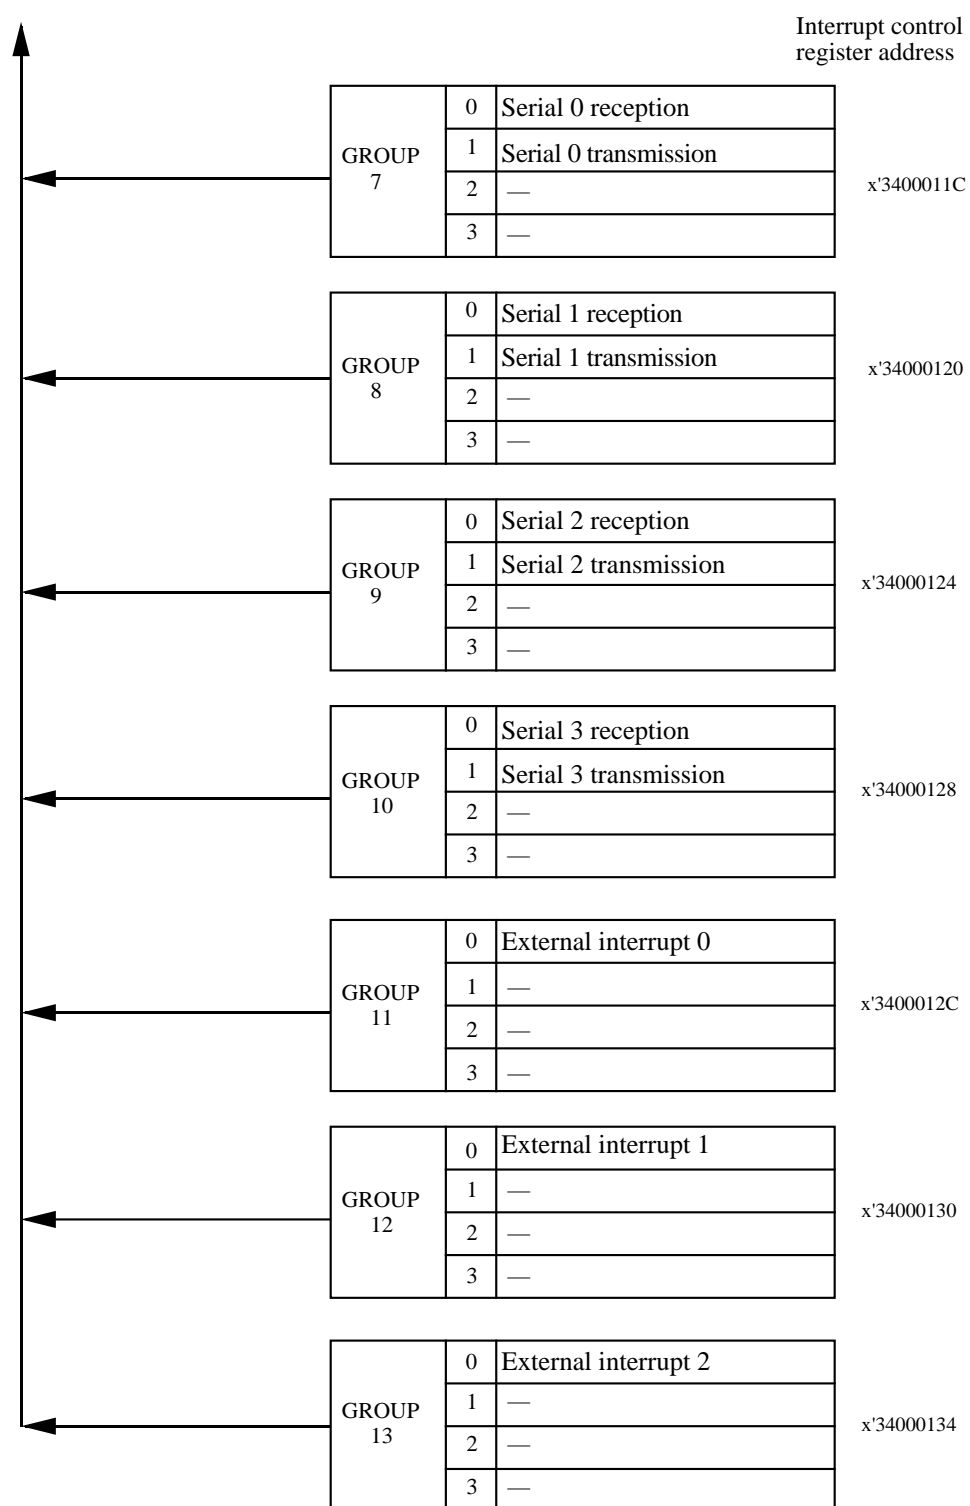 Interrupt control
register address
0 Serial 0 reception
GROUP 1 Serial 0 transmission
7 2 — x'3400011C
3 —
0 Serial 1 reception
GROUP 1 Serial 1 transmission x'34000120
8 2 —
3 —
0 Serial 2 reception
GROUP 1 Serial 2 transmission x'34000124
9 2 —
3 —
0 Serial 3 reception
GROUP 1 Serial 3 transmission x'34000128
10 2 —
3 —
0 External interrupt 0
GROUP 1 — x'3400012C
11 2 —
3 —
0 External interrupt 1
GROUP 1 — x'34000130
12 2 —
3 —
0 External interrupt 2
GROUP 1 — x'34000134
13 2 —
3 —